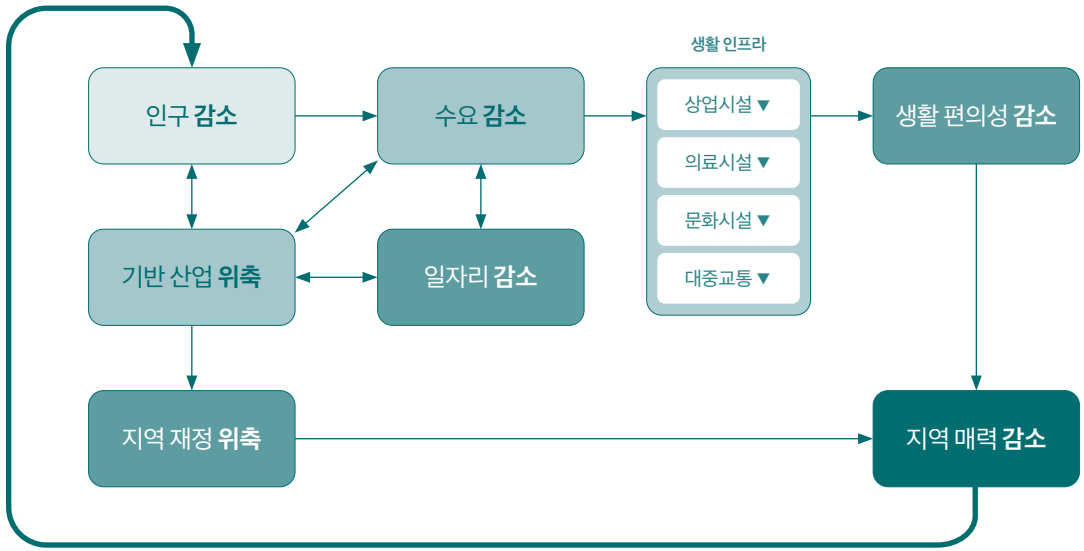 생활 인프라
인구 감소
수요 감소
상업시설 ▼
의료시설 ▼
문화시설 ▼
대중교통 ▼
생활 편의성 감소
기반 산업 위축
일자리 감소
지역 재정 위축
지역 매력 감소